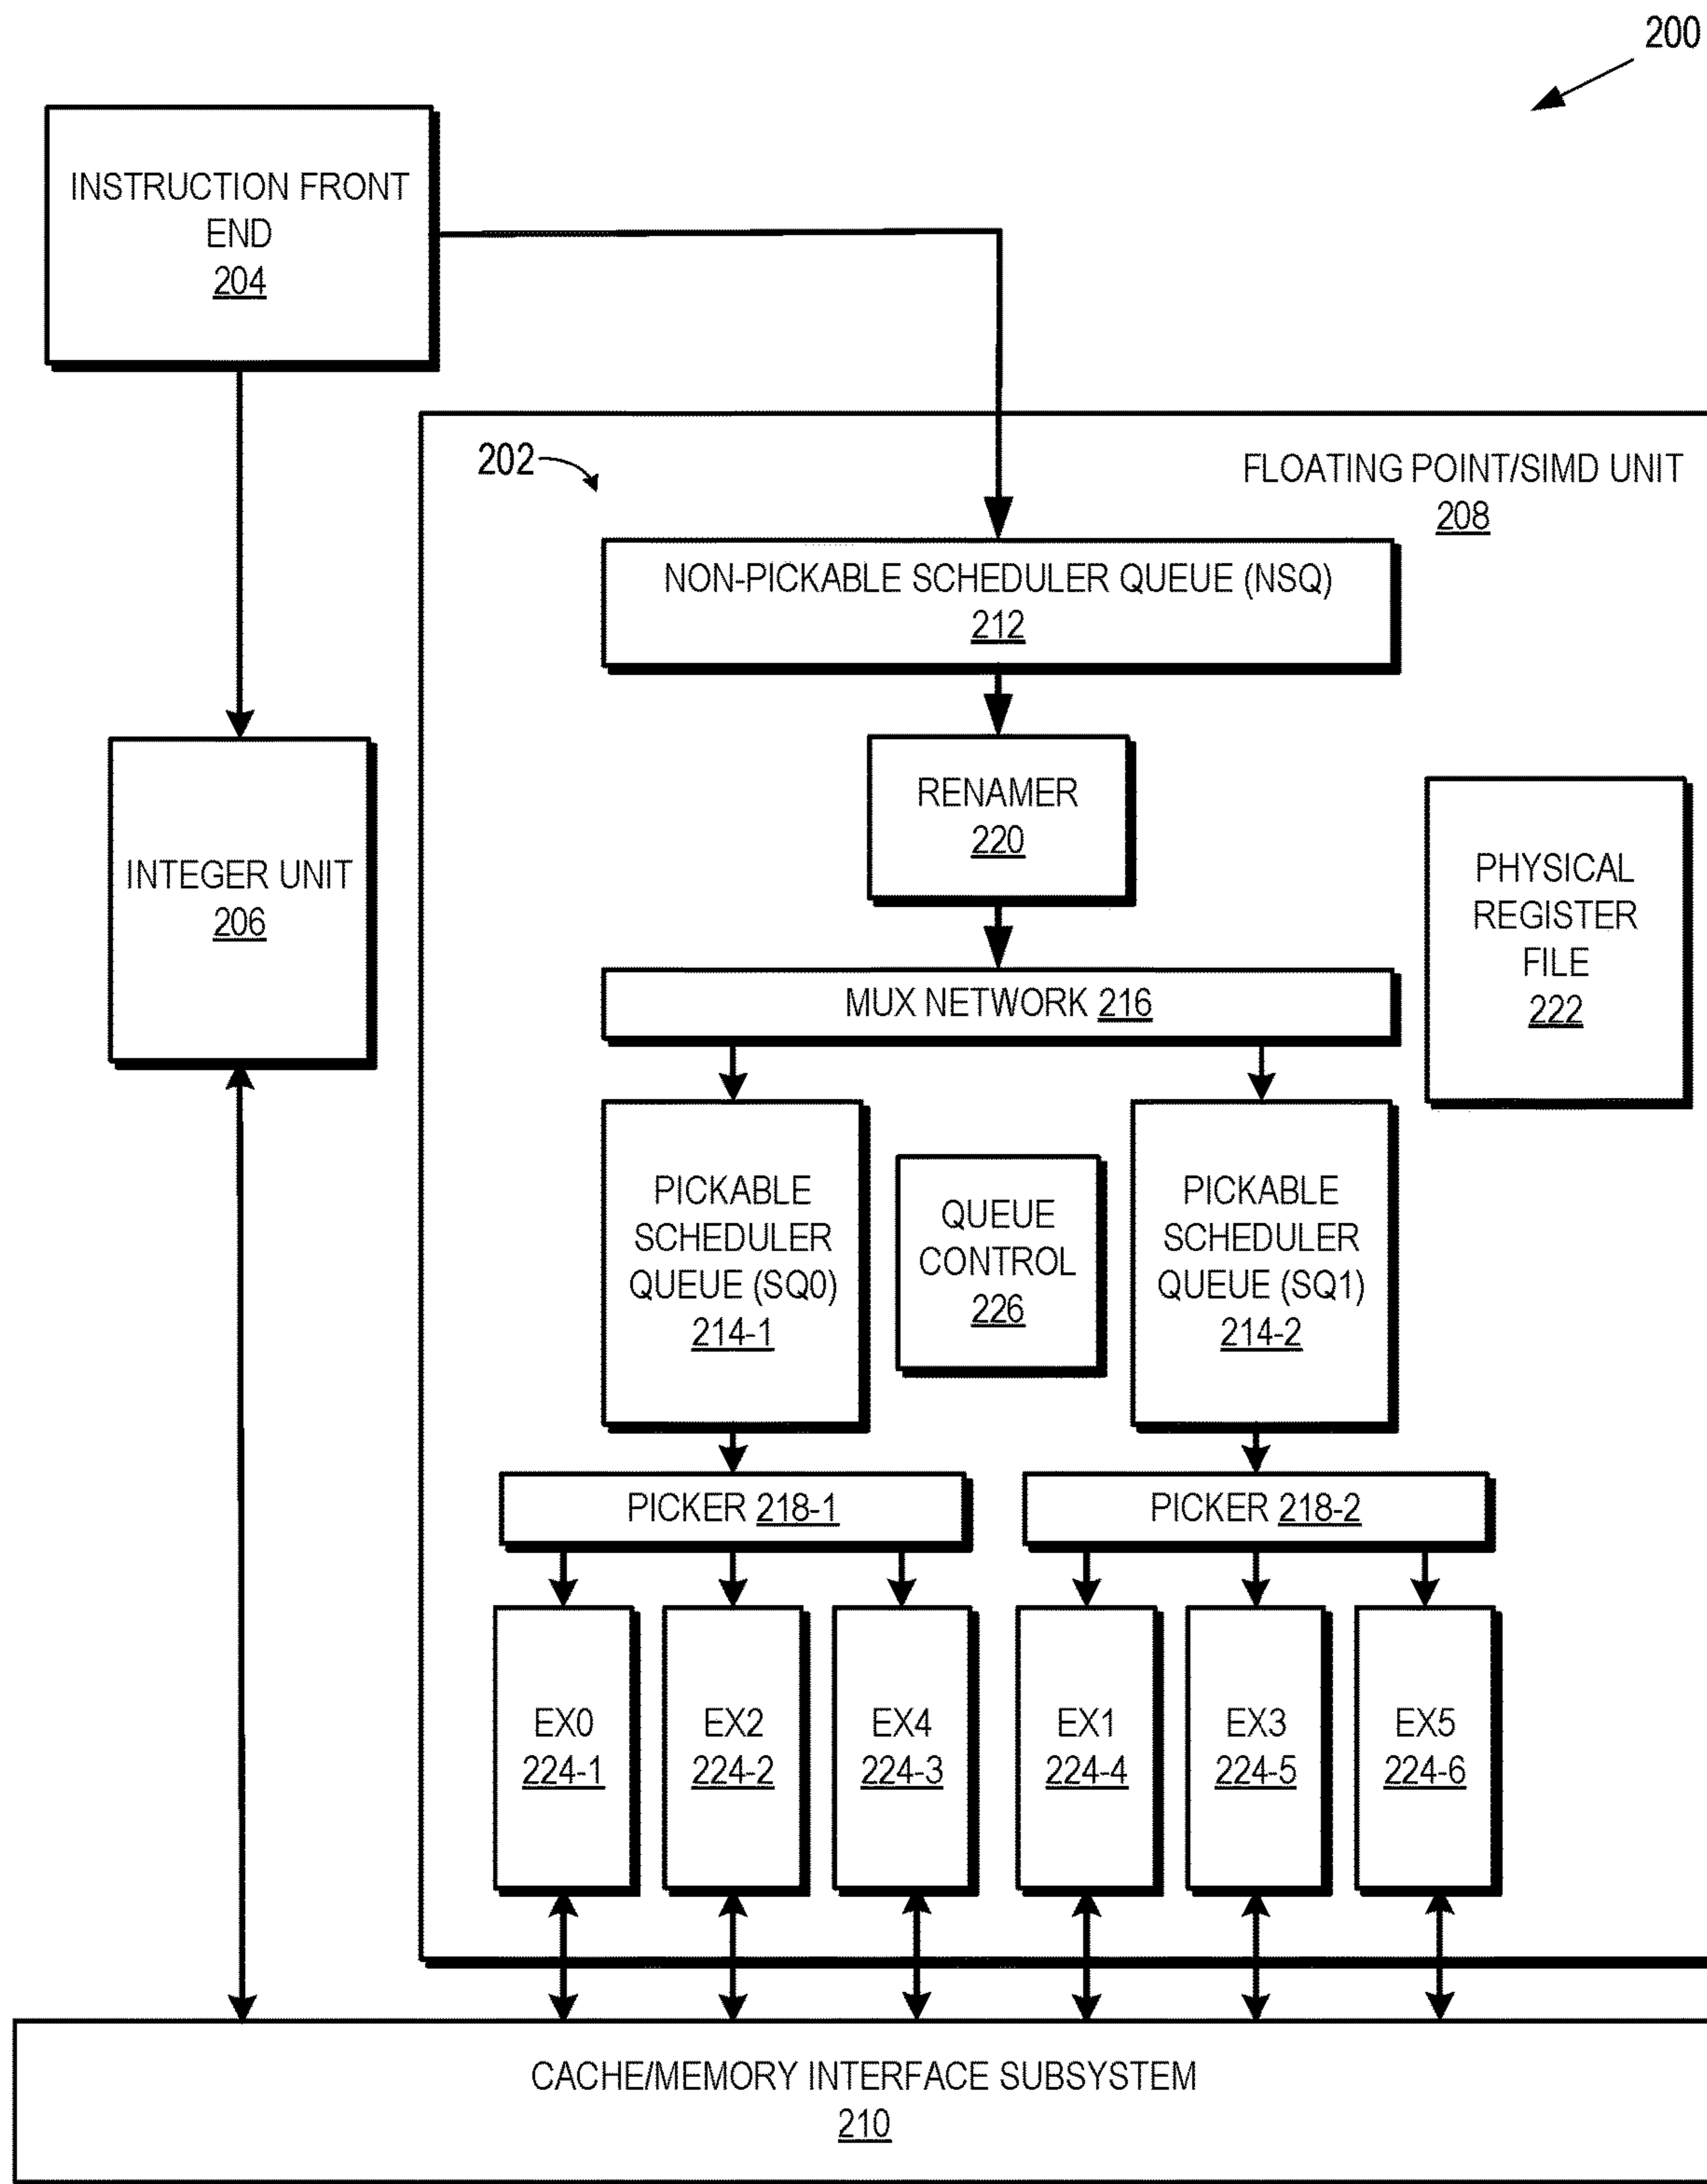 200
INSTRUCTION FRONT
END
204
202
FLOATING POINT/SIMD UNIT
208
NON-PICKABLE SCHEDULER QUEUE (NSQ)
212
RENAMER
220
INTEGER UNIT
206
PHYSICAL
REGISTER
FILE
222
MUX NETWORK 216
PICKABLE
SCHEDULER
QUEUE (SQ0)
214-1
QUEUE
CONTROL
226
PICKABLE
SCHEDULER
QUEUE (SQ1)
214-2
PICKER 218-1
PICKER 218-2
EX0
224-1
EX2
224-2
EX4
224-3
EX1
224-4
EX3
224-5
EX5
224-6
CACHE/MEMORY INTERFACE SUBSYSTEM
210